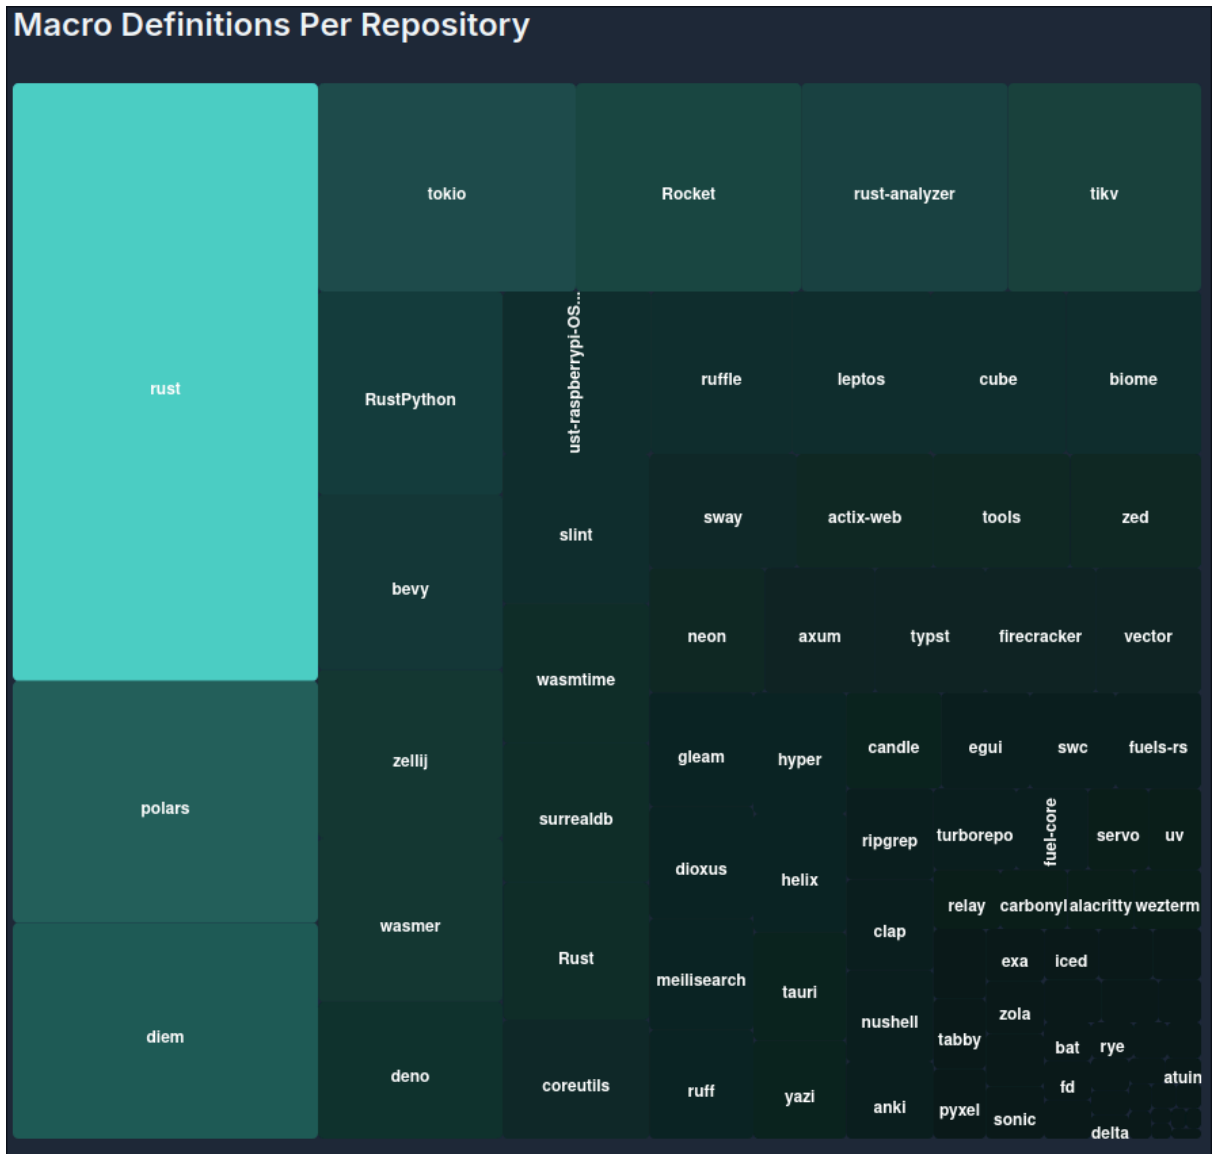 Macro Definitions Per Repository
rust
polars
diem
tokio
Rocket
rust-analyzer
tikv
RustPython
bevy
zellij
wasmer
deno
ust-raspberrypi-OS...
slint
wasmtime
surrealdb
Rust
coreutils
ruffle
leptos
cube
biome
sway
actix-web
tools
zed
neon
axum
typst
firecracker
vector
gleam
dioxus
meilisearch
ruff
hyper
helix
tauri
yazi
candle
egui
swc
fuels-rs
ripgrep
clap
nushell
anki
turborepo
fuel-core
servo
uv
relay
carbonyl
alacritty
wezterm
tabby
pyxel
exa
iced
zola
sonic
bat
rye
fd
atuin
delta